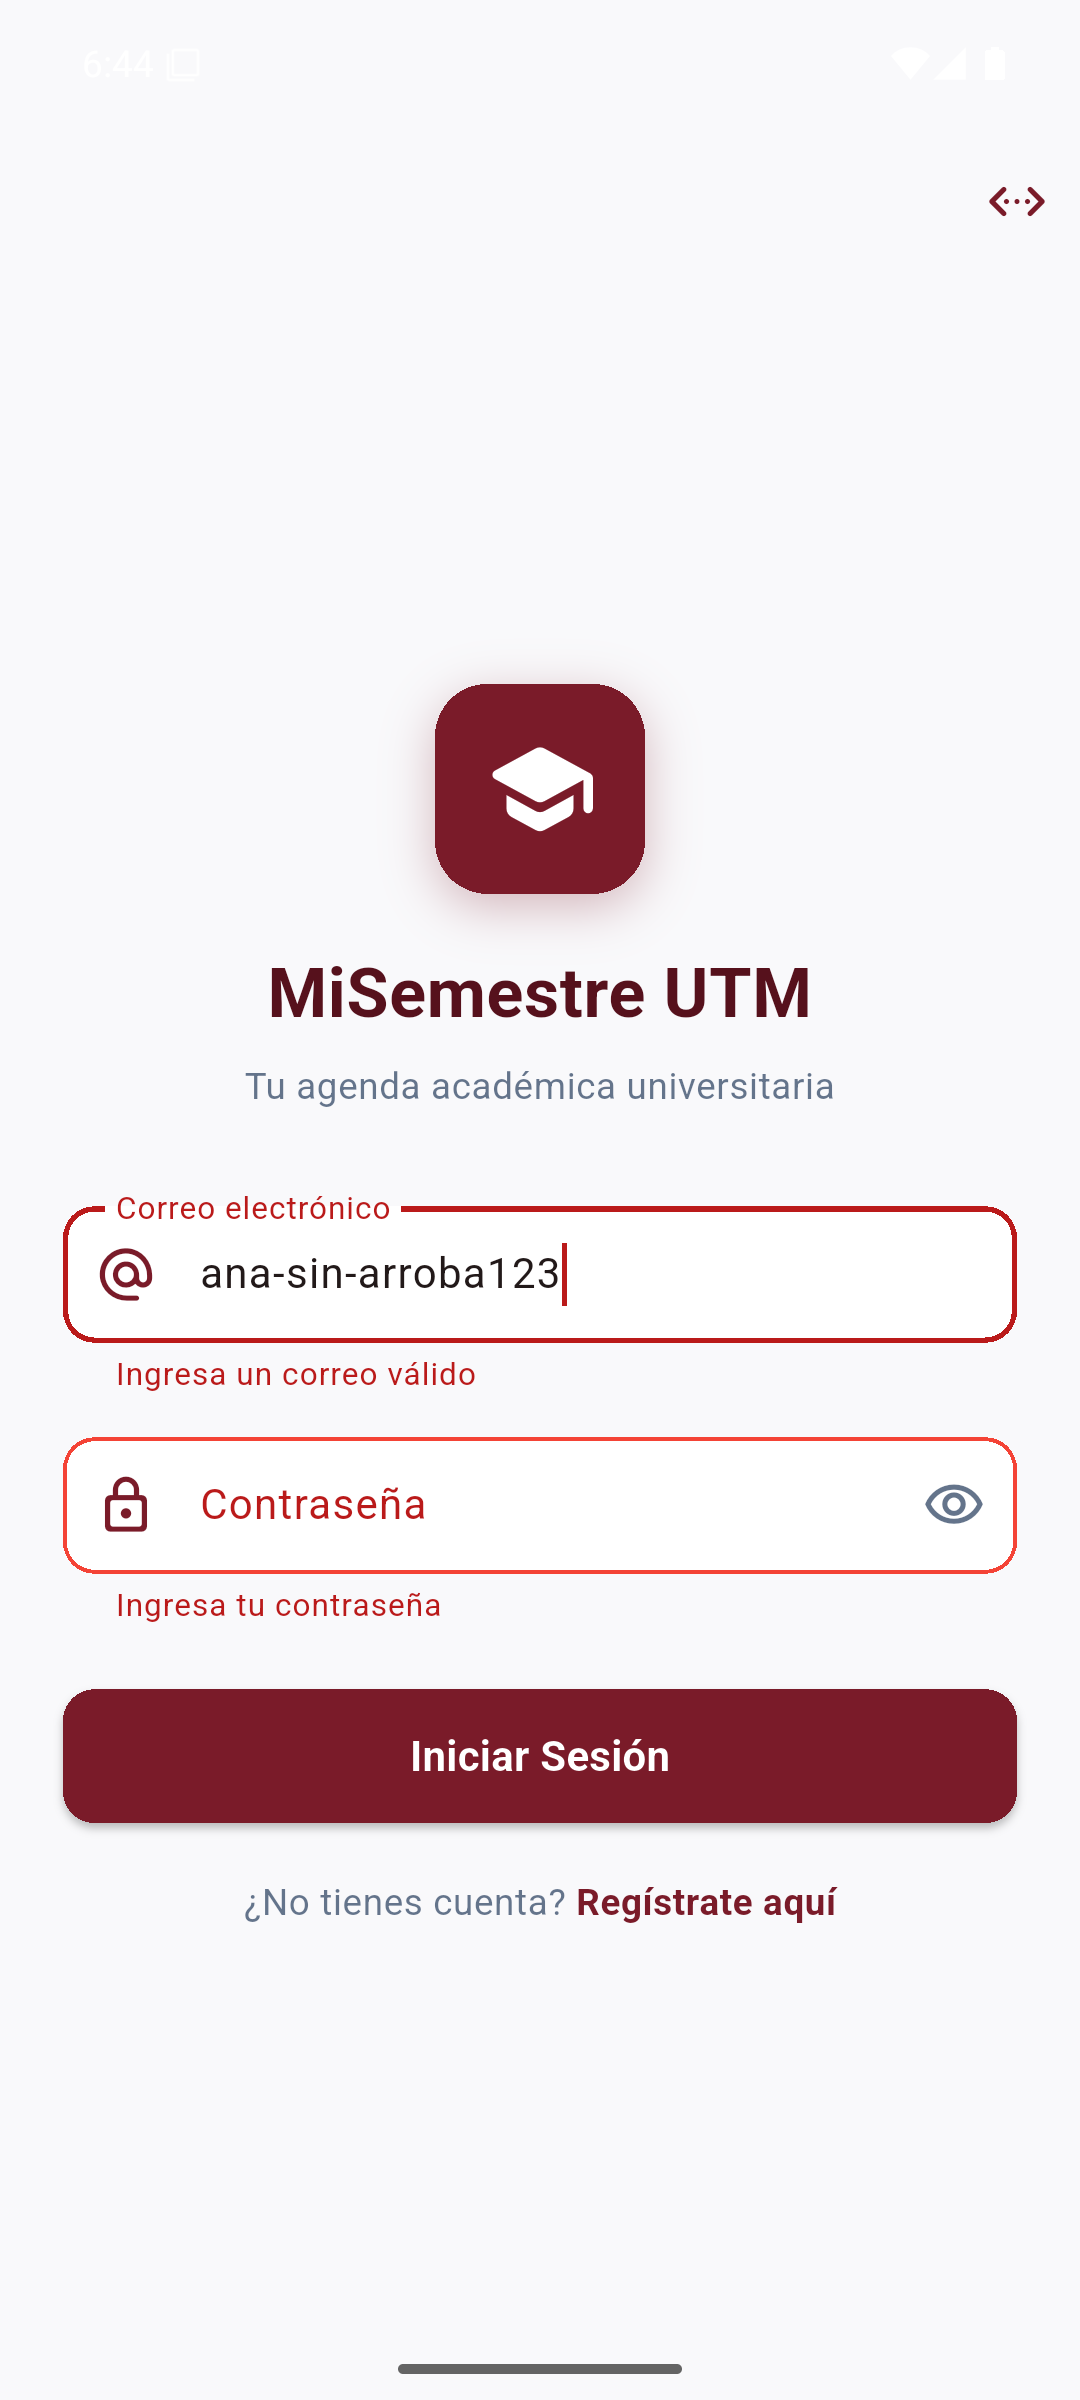 6:44
MiSemestre UTM
Tu agenda académica universitaria
Correo electrónico
ana-sin-arroba123
Ingresa un correo válido
Contraseña
Ingresa tu contraseña
Iniciar Sesión
¿No tienes cuenta? Regístrate aquí